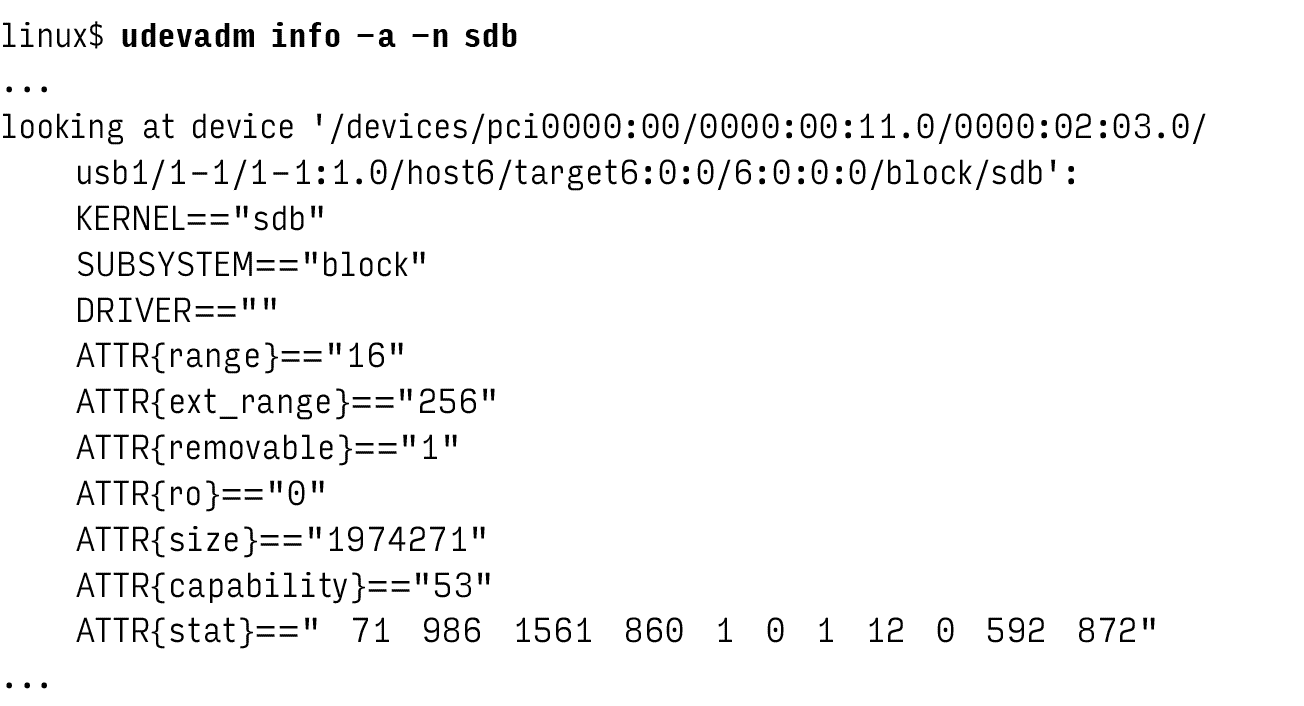 linux$ udevadm info –a –n sdb
...
looking at device '/devices/pci0000:00/0000:00:11.0/0000:02:03.0/
usb1/1–1/1–1:1.0/host6/target6:0:0/6:0:0:0/block/sdb':
KERNEL=="sdb"
SUBSYSTEM=="block"
DRIVER==""
ATTR{range}=="16"
ATTR{ext_range}=="256"
ATTR{removable}=="1"
ATTR{ro}=="0"
ATTR{size}=="1974271"
ATTR{capability}=="53"
ATTR{stat}==" 71 986 1561 860 1 0 1 12 0 592 872"
...